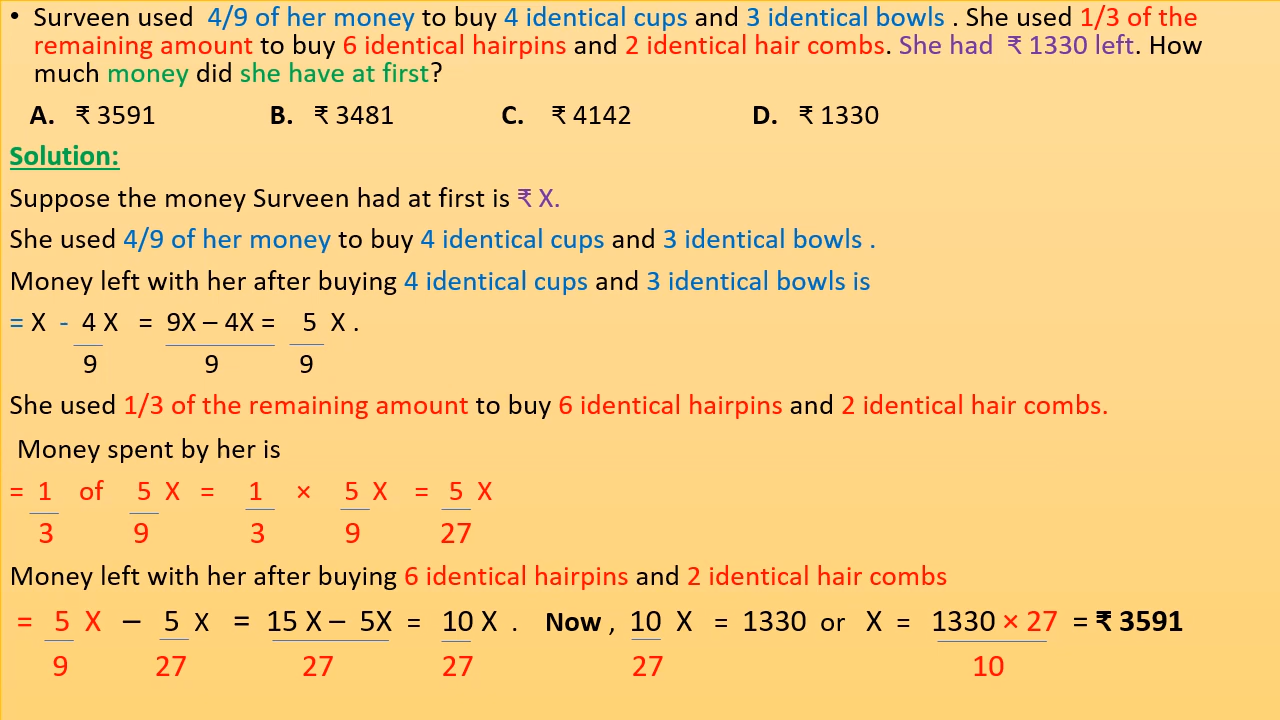 • Surveen used 4/9 of her money to buy 4 identical cups and 3 identical bowls . She used 1/3 of the
remaining amount to buy 6 identical hairpins and 2 identical hair combs. She had ₹ 1330 left. How
much money did she have at first?
A. ₹ 3591 B. ₹ 3481 C. ₹ 4142 D. ₹ 1330
Solution:
Suppose the money Surveen had at first is ₹ X.
She used 4/9 of her money to buy 4 identical cups and 3 identical bowls .
Money left with her after buying 4 identical cups and 3 identical bowls is
= X - 4 X = 9X – 4X = 5 X .
9 9 9
She used 1/3 of the remaining amount to buy 6 identical hairpins and 2 identical hair combs.
Money spent by her is
= 1 of 5 X = 1 × 5 X = 5 X
3 9 3 9 27
Money left with her after buying 6 identical hairpins and 2 identical hair combs
= 5 X – 5 X = 15 X – 5X = 10 X . Now , 10 X = 1330 or X = 1330 × 27 = ₹ 3591
9 27 27 27 27 10